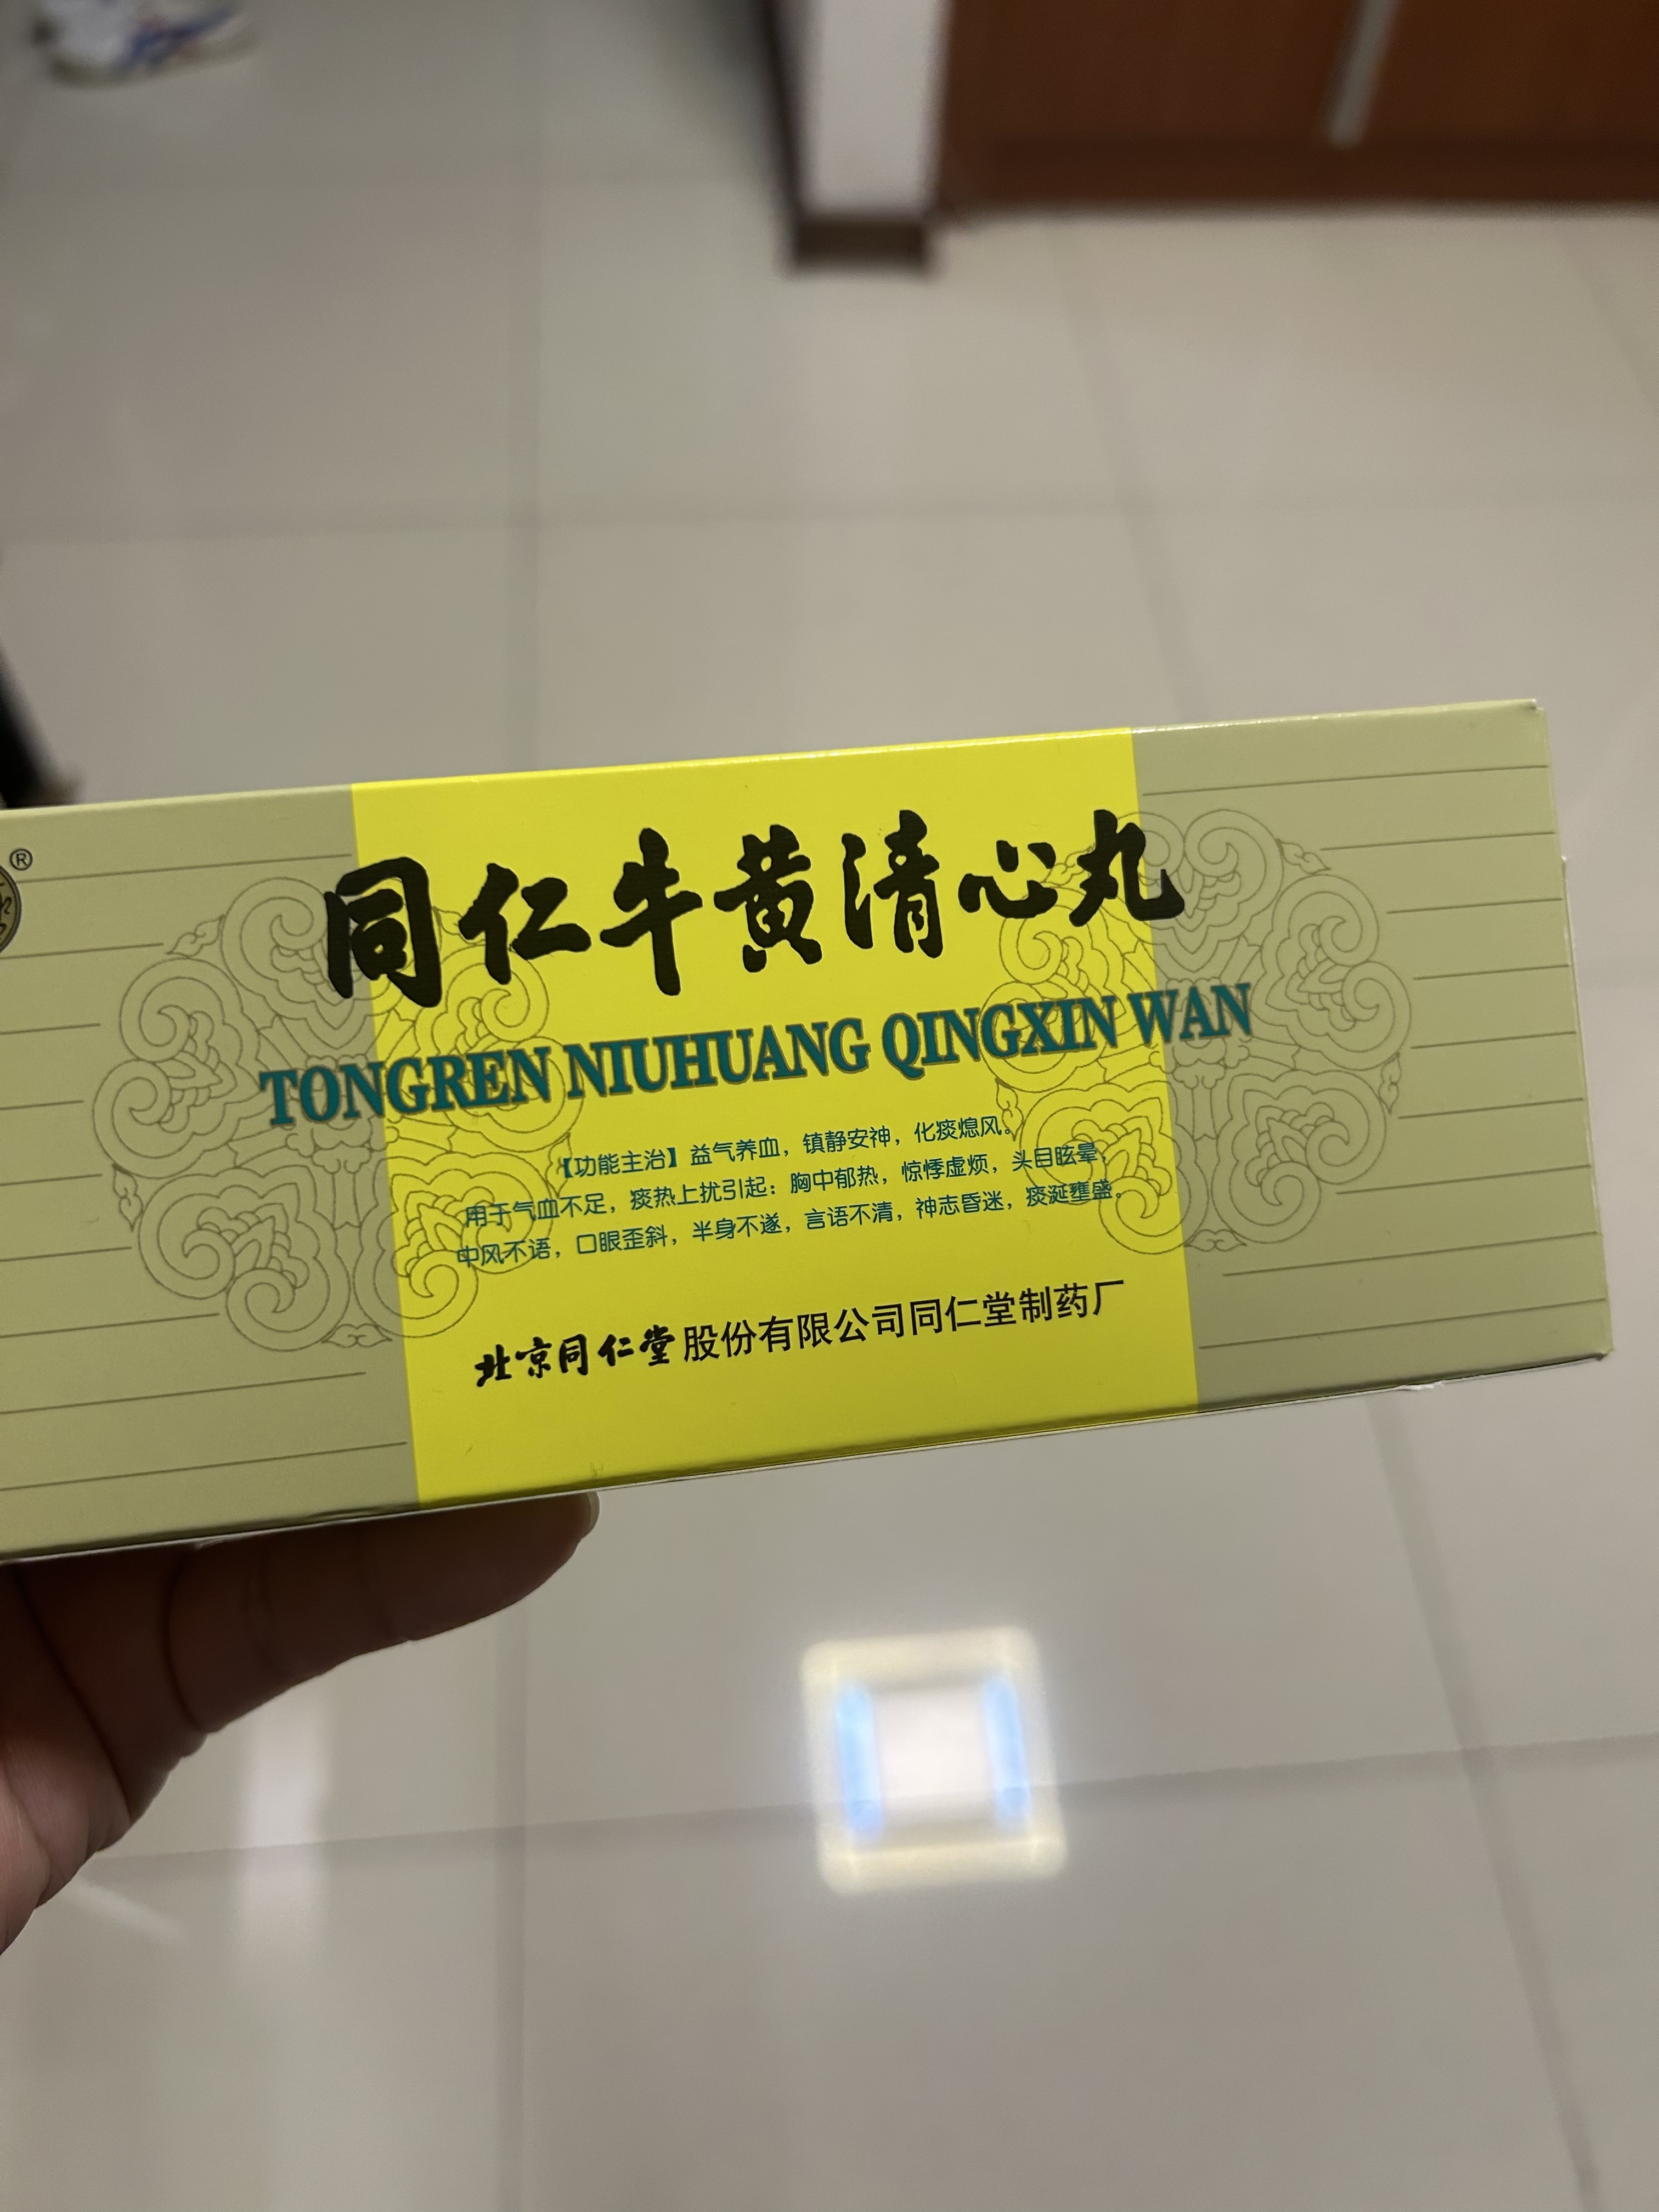 ®
同仁牛黄清心丸
TONGREN NIUHUANG QINGXIN WAN
【功能主治】益气养血，镇静安神，化痰熄风。
用于气血不足，痰热上扰引起：胸中郁热，惊悸虚烦，头目眩晕，
中风不语，口眼歪斜，半身不遂，言语不清，神志昏迷，痰涎壅盛。
北京同仁堂股份有限公司同仁堂制药厂